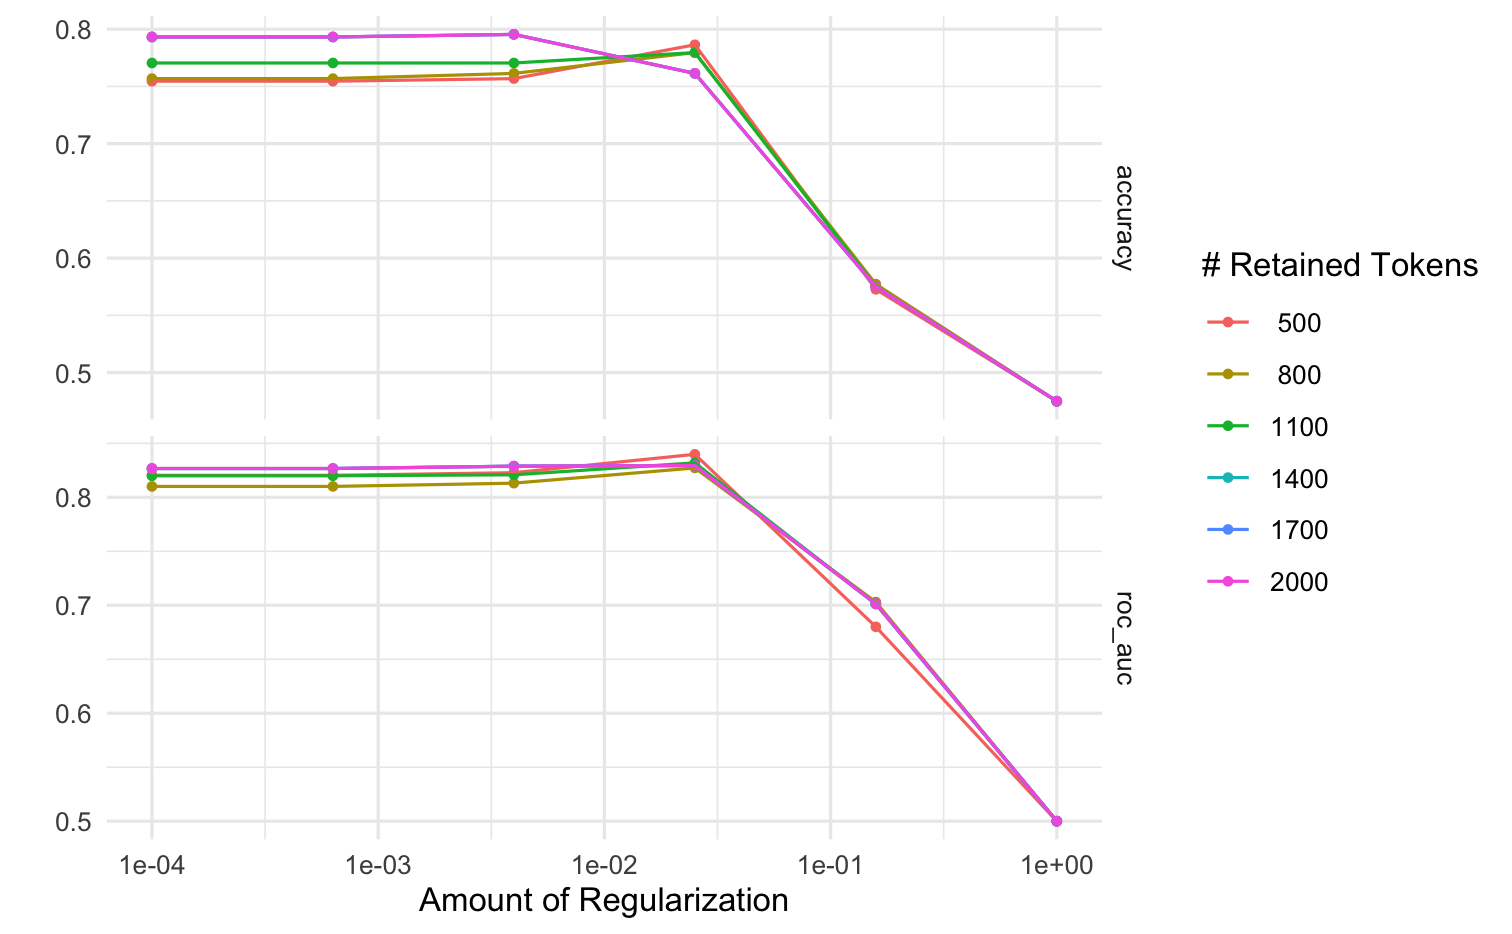 0.8
0.7
0.6
0.5
accuracy
0.8
0.7
0.6
0.5
roc_auc
1e-04 1e-03 1e-02 1e-01 1e+00
Amount of Regularization
# Retained Tokens
500
800
1100
1400
1700
2000